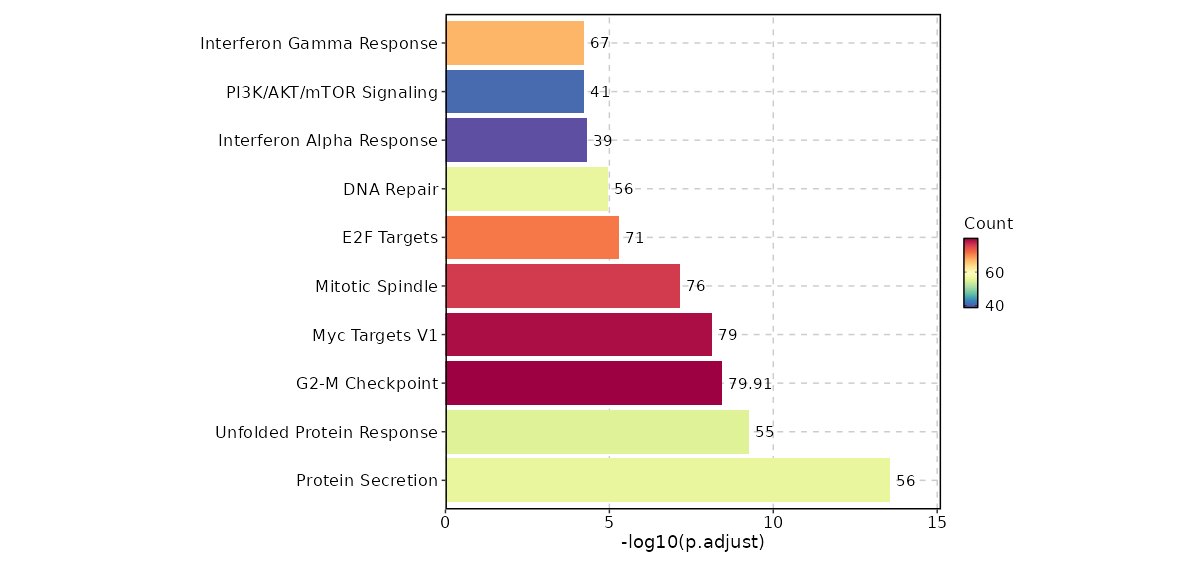 Interferon Gamma Response 67
PI3K/AKT/mTOR Signaling 41
Interferon Alpha Response 39
DNA Repair 56
E2F Targets 71
Mitotic Spindle 76
Myc Targets V1 79
G2-M Checkpoint 79.91
Unfolded Protein Response 55
Protein Secretion 56
0 5 10 15
-log10(p.adjust)
Count
60
40